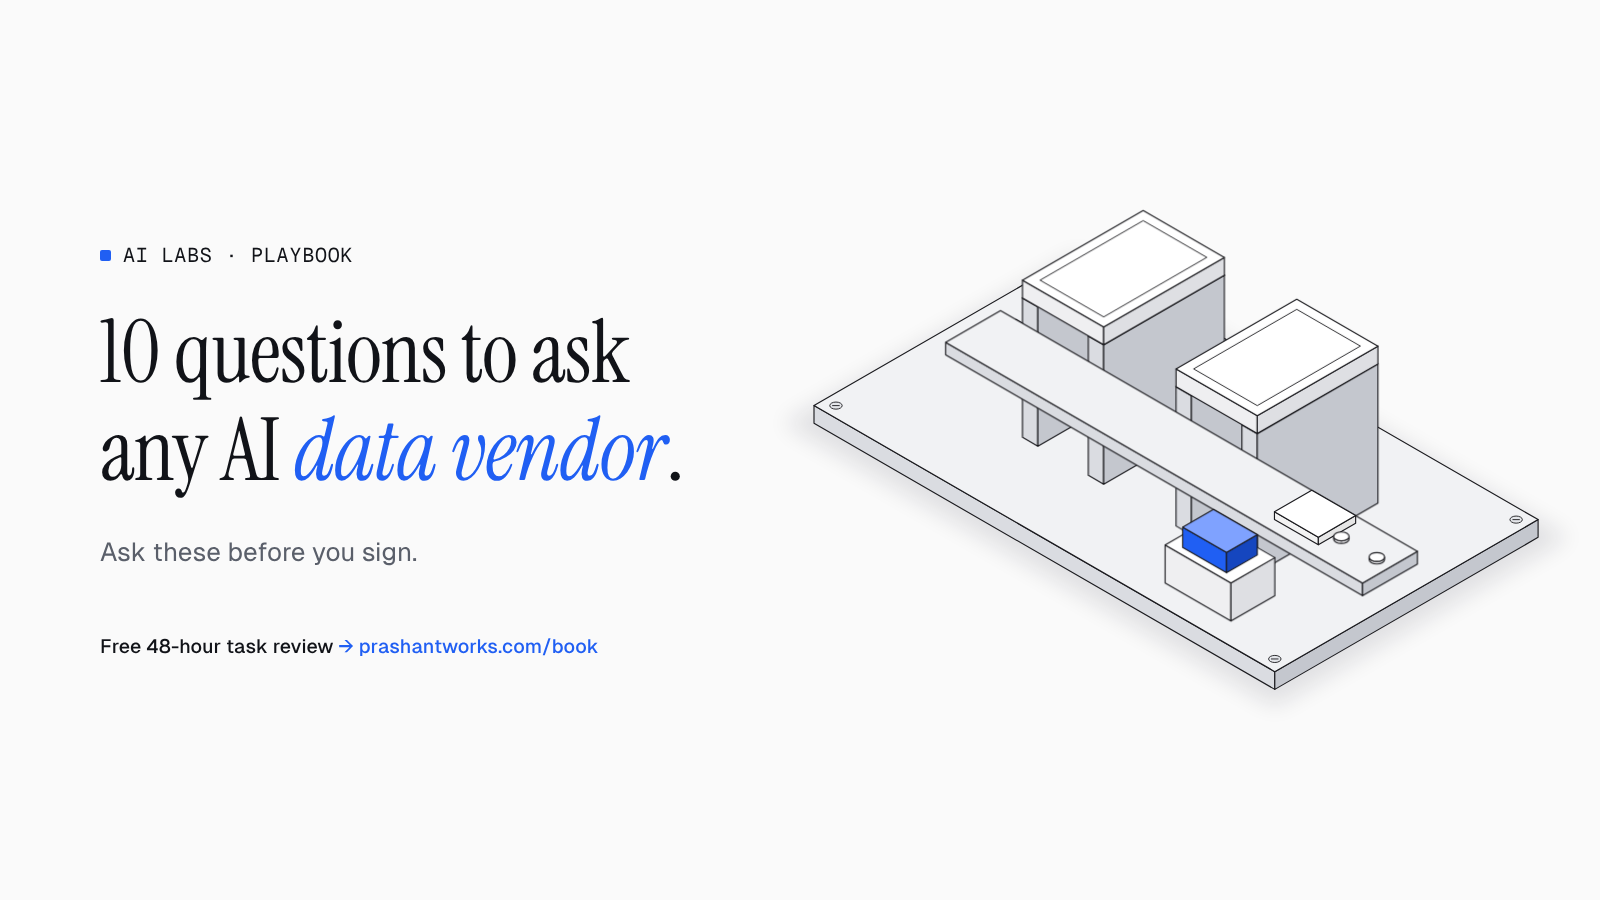 AI LABS · PLAYBOOK
10 questions to ask
any AI data vendor.
Ask these before you sign.
Free 48-hour task review → prashantworks.com/book